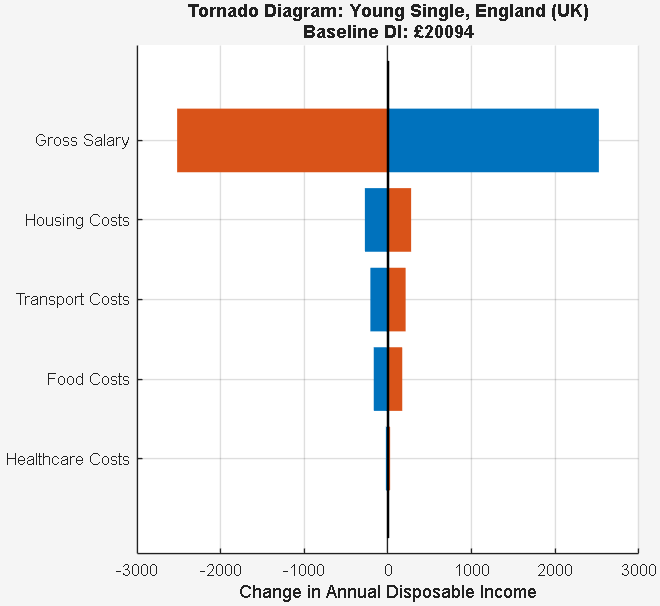 Tornado Diagram: Young Single, England (UK)
Baseline DI: £20094
Gross Salary
Housing Costs
Transport Costs
Food Costs
Healthcare Costs
-3000 -2000 -1000 0 1000 2000 3000
Change in Annual Disposable Income